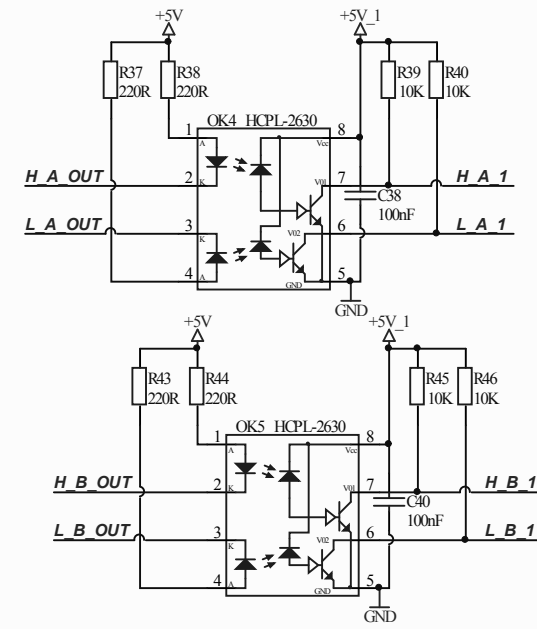 +5V +5V_1
R37 R38 R39 R40
220R 220R 10K 10K
OK4 HCPL-2630
1 A Vcc 8
H_A_OUT 2 K V01 7 H_A_1
C38
L_A_OUT 3 K V02 6 100nF L_A_1
4 A GND 5
GND
+5V +5V_1
R43 R44 R45 R46
220R 220R 10K 10K
OK5 HCPL-2630
1 A Vcc 8
H_B_OUT 2 K V01 7 H_B_1
C40
L_B_OUT 3 K V02 6 100nF L_B_1
4 A GND 5
GND